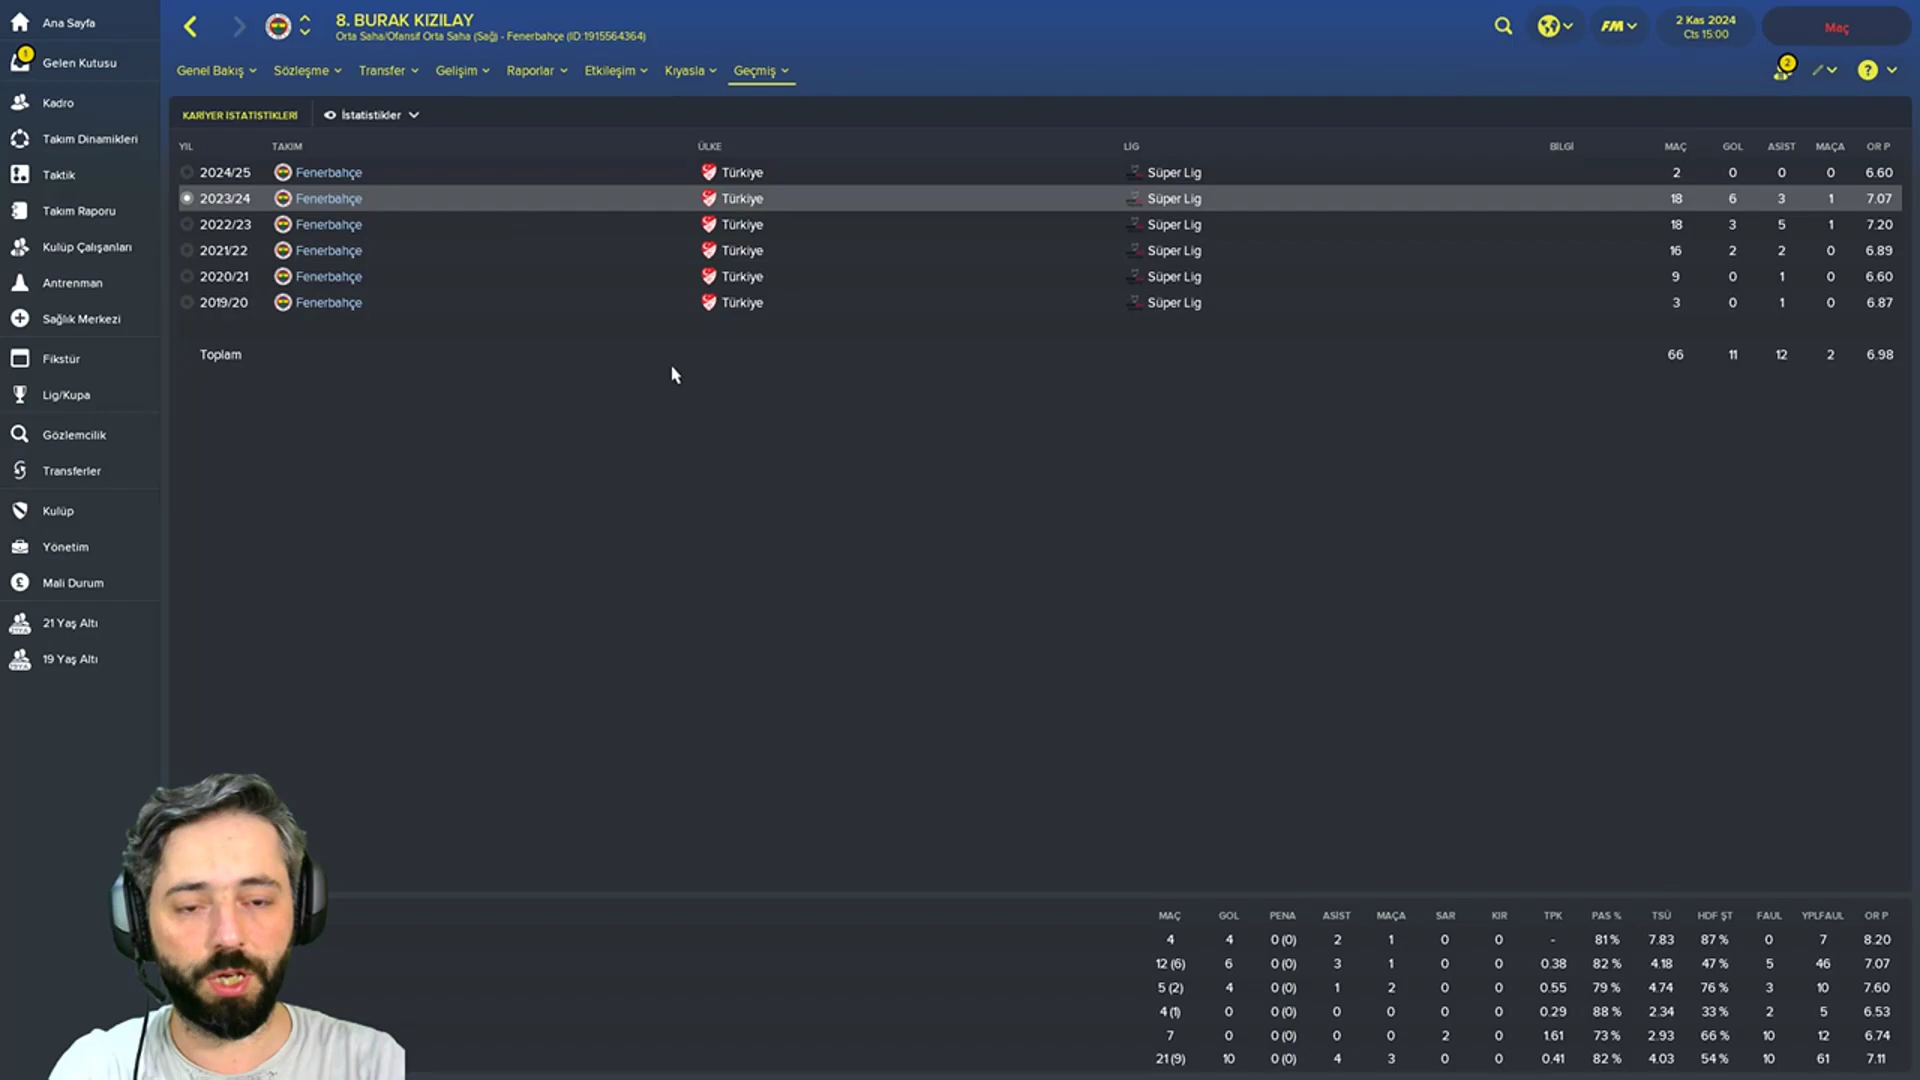 Ana Sayfa
1
Gelen Kutusu
Kadro
Takım Dinamikleri
Taktik
Takım Raporu
Kulüp Çalışanları
Antrenman
Sağlık Merkezi
Fikstür
Lig/Kupa
Gözlemcilik
Transferler
Kulüp
Yönetim
Mali Durum
21 Yaş Altı
19 Yaş Altı
8. BURAK KIZILAY
Orta Saha/Ofansif Orta Saha (Sağ) - Fenerbahçe (ID:1915564364)
FM
2 Kas 2024
Cts 15:00
Maç
Genel Bakış Sözleşme Transfer Gelişim Raporlar Etkileşim Kıyasla Geçmiş
2
?
KARİYER İSTATİSTİKLERİ İstatistikler
YIL TAKIM ÜLKE LİG BİLGİ MAÇ GOL ASİST MAÇA OR P
2024/25 Fenerbahçe Türkiye Süper Lig 2 0 0 0 6.60
2023/24 Fenerbahçe Türkiye Süper Lig 18 6 3 1 7.07
2022/23 Fenerbahçe Türkiye Süper Lig 18 3 5 1 7.20
2021/22 Fenerbahçe Türkiye Süper Lig 16 2 2 0 6.89
2020/21 Fenerbahçe Türkiye Süper Lig 9 0 1 0 6.60
2019/20 Fenerbahçe Türkiye Süper Lig 3 0 1 0 6.87
Toplam 66 11 12 2 6.98
MAÇ GOL PENA ASİST MAÇA SAR KIR TPK PAS % TSÜ HDF ŞT FAUL YPLFAUL OR P
4 4 0 (0) 2 1 0 0 - 81 % 7.83 87 % 0 7 8.20
12 (6) 6 0 (0) 3 1 0 0 0.38 82 % 4.18 47 % 5 46 7.07
5 (2) 4 0 (0) 1 2 0 0 0.55 79 % 4.74 76 % 3 10 7.60
4 (1) 0 0 (0) 0 0 0 0 0.29 88 % 2.34 33 % 2 5 6.53
7 0 0 (0) 0 0 2 0 1.61 73 % 2.93 66 % 10 12 6.74
21 (9) 10 0 (0) 4 3 0 0 0.41 82 % 4.03 54 % 10 61 7.11